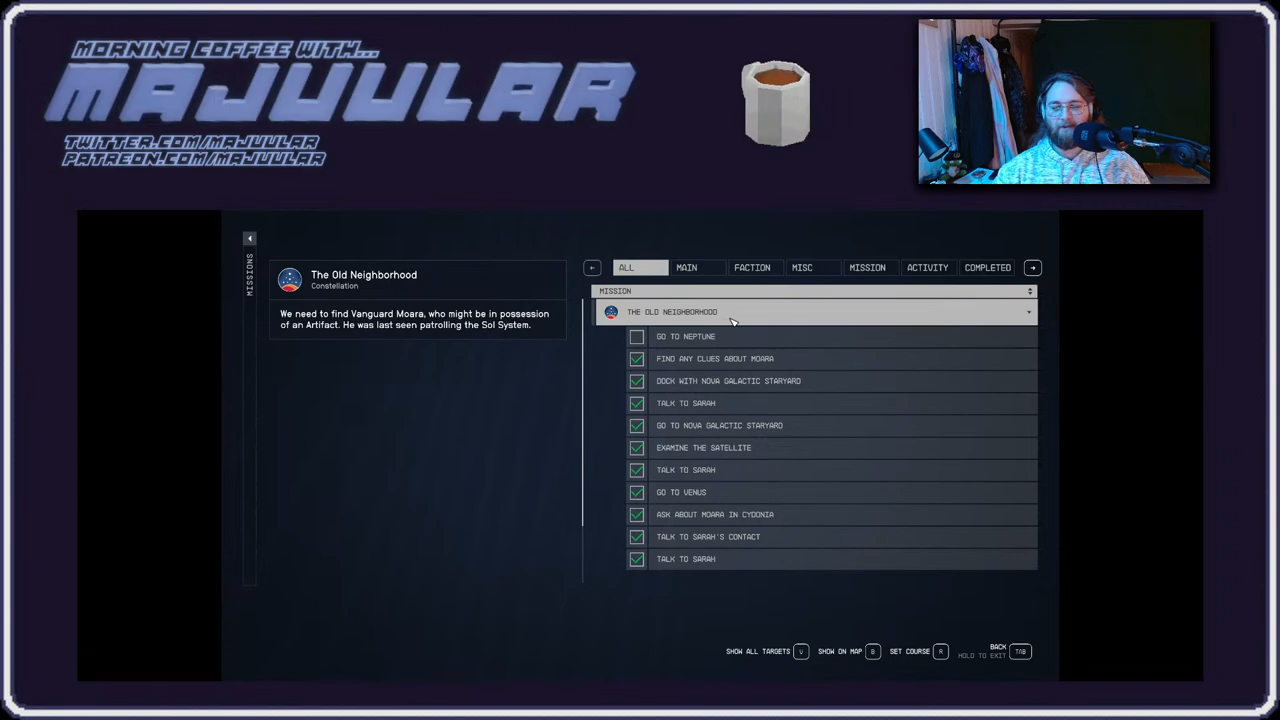 MORNING COFFEE WITH...
MAJUULAR
TWITTER.COM/MAJUULAR
PATREON.COM/MAJUULAR
MISSIONS
The Old Neighborhood
Constellation
We need to find Vanguard Moara, who might be in possession
of an Artifact. He was last seen patrolling the Sol System.
ALL MAIN FACTION MISC MISSION ACTIVITY COMPLETED
MISSION
THE OLD NEIGHBORHOOD
GO TO NEPTUNE
FIND ANY CLUES ABOUT MOARA
DOCK WITH NOVA GALACTIC STARYARD
TALK TO SARAH
GO TO NOVA GALACTIC STARYARD
EXAMINE THE SATELLITE
TALK TO SARAH
GO TO VENUS
ASK ABOUT MOARA IN CYDONIA
TALK TO SARAH'S CONTACT
TALK TO SARAH
SHOW ALL TARGETS V SHOW ON MAP B SET COURSE R BACK TAB
HOLD TO EXIT